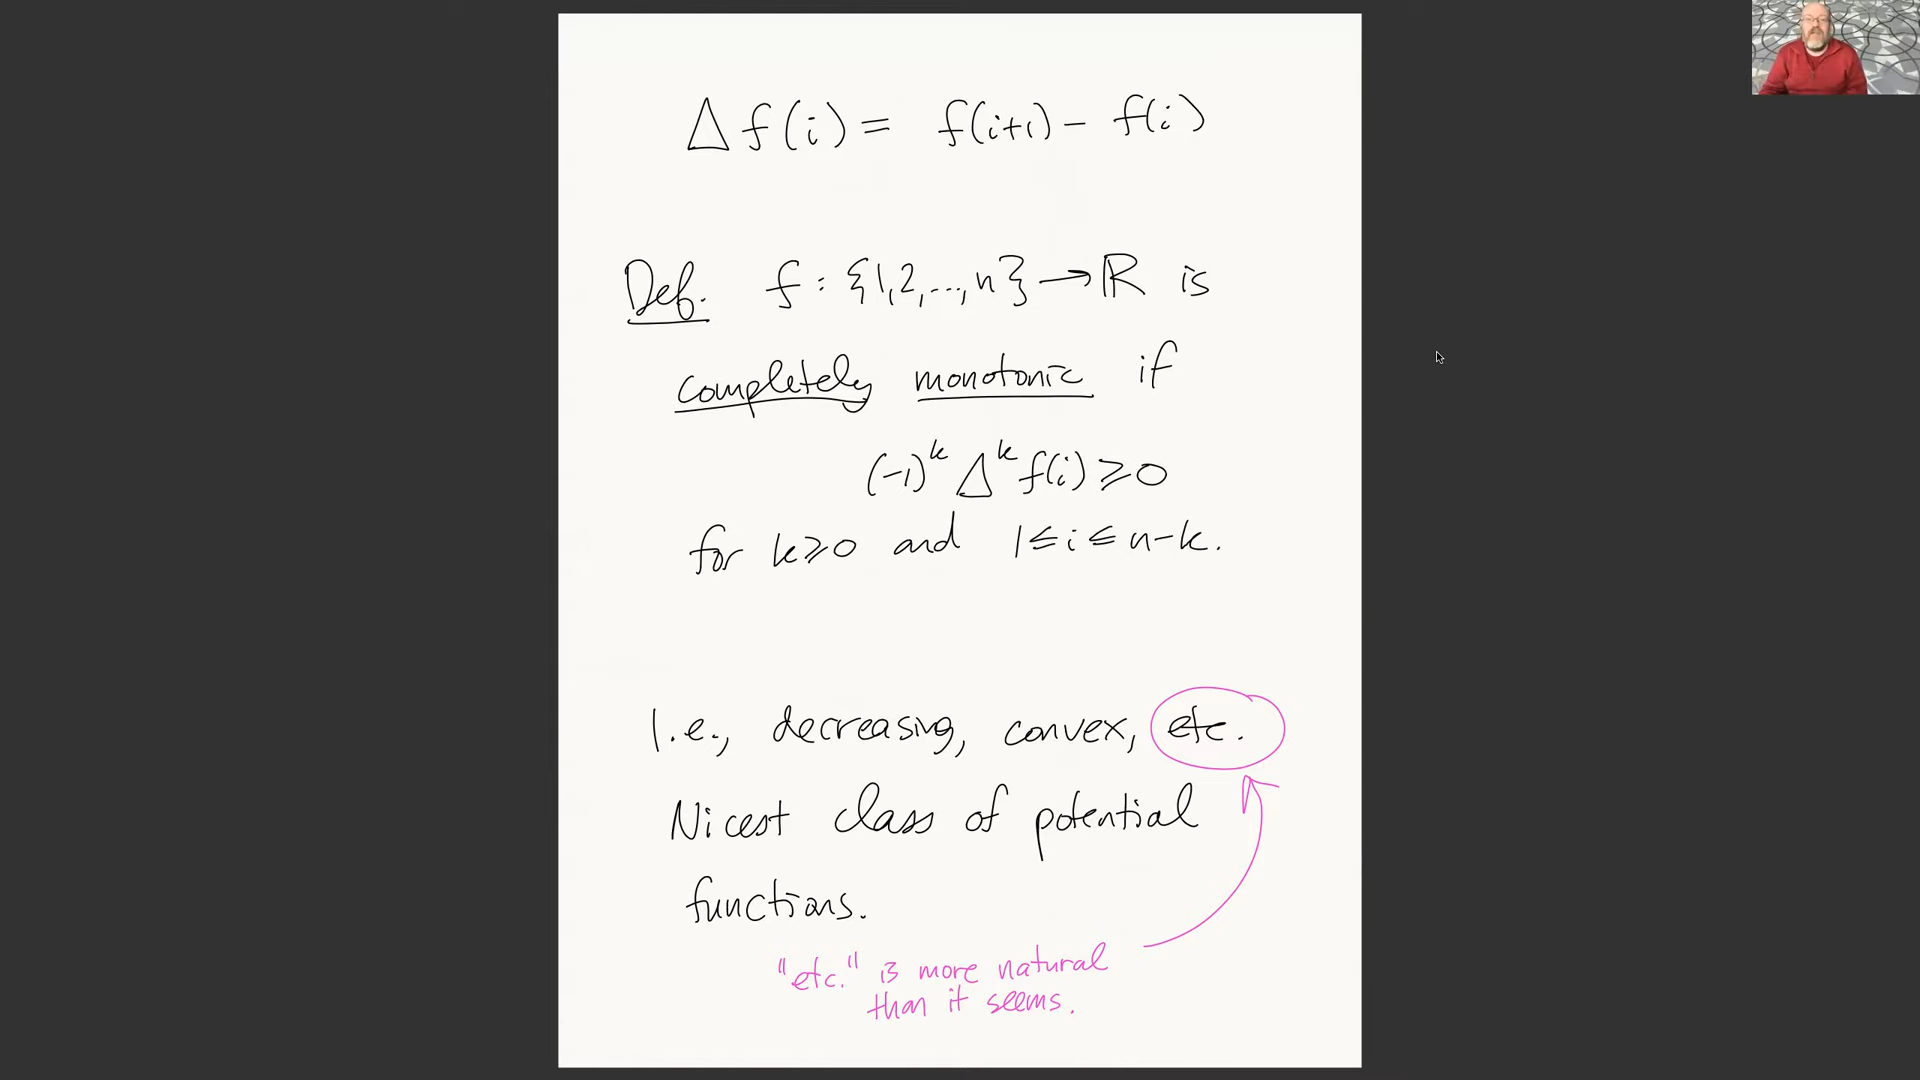 Δf(i) = f(i+1) - f(i)
Def. f : {1,2,...,n} → ℝ is
completely monotonic if
(-1)^k Δ^k f(i) ⩾ 0
for k ⩾ 0 and 1 ≤ i ≤ n-k.
I.e., decreasing, convex, etc.
Nicest class of potential
functions.
"etc." is more natural
than it seems.